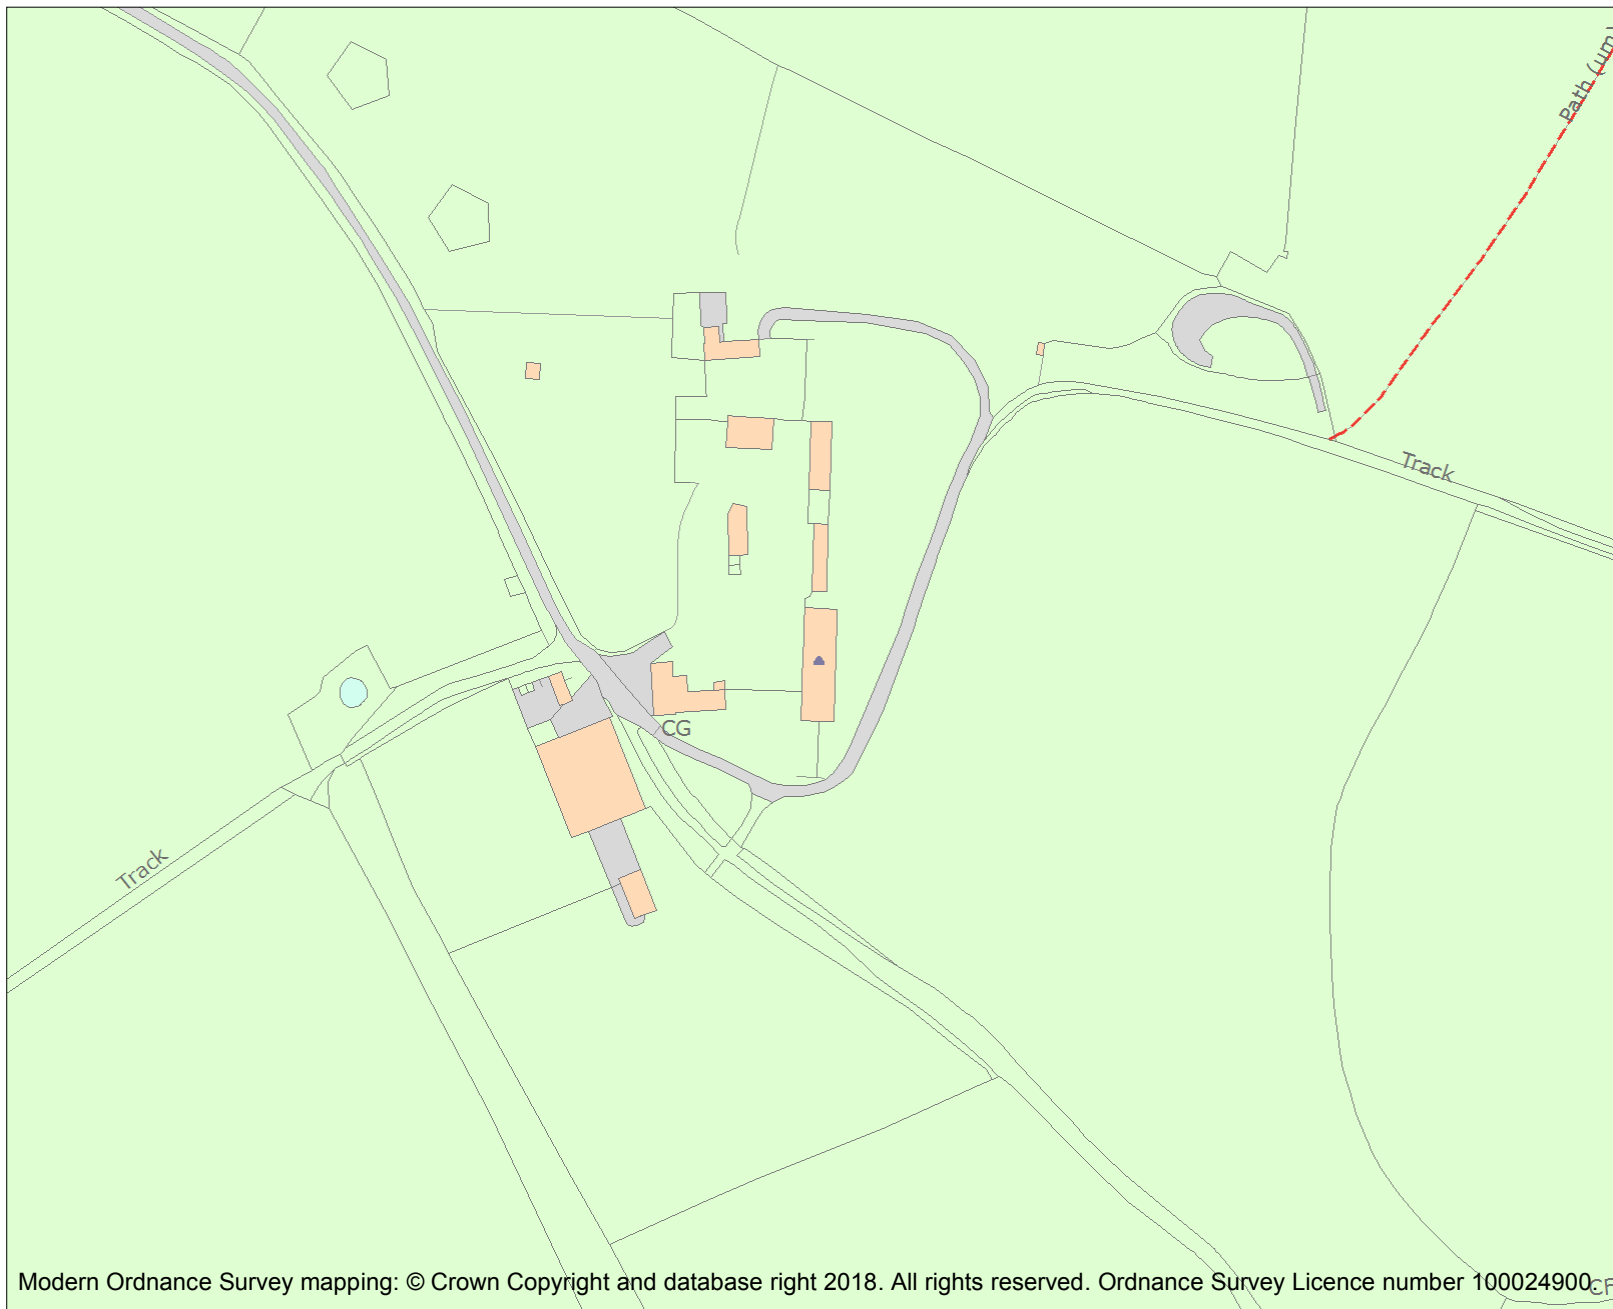 Path (um)
Track
CG
Track
Modern Ordnance Survey mapping: © Crown Copyright and database right 2018. All rights reserved. Ordnance Survey Licence number 100024900.